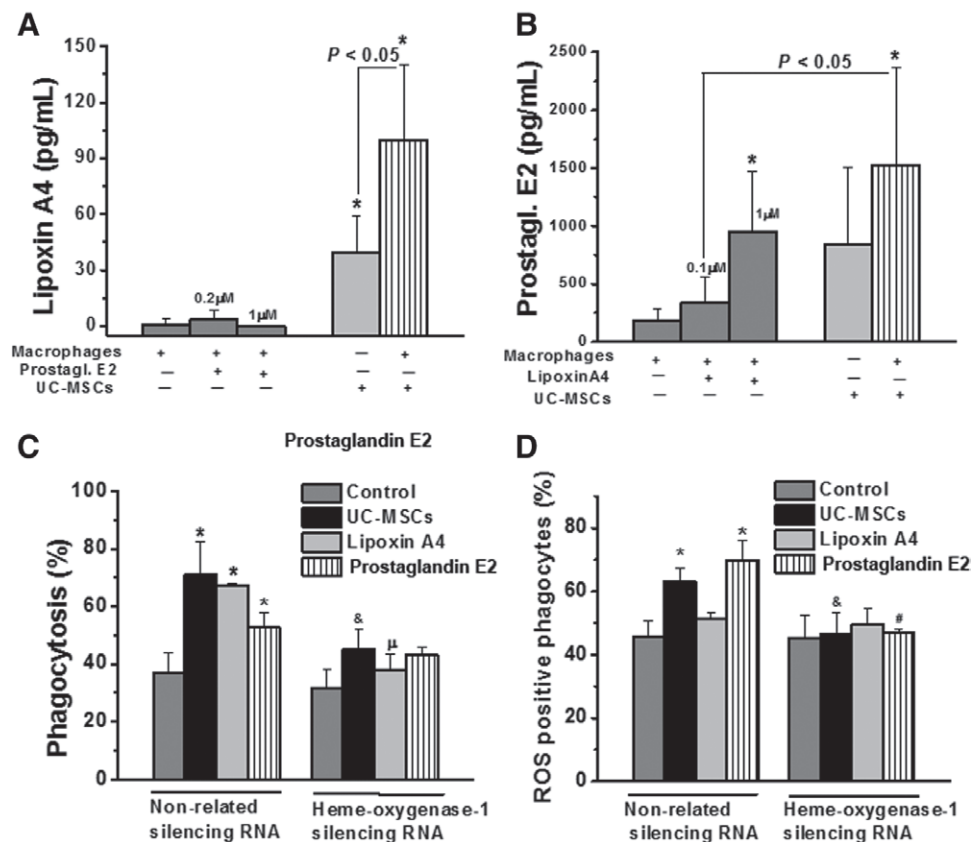 A
Lipoxin A4 (pg/mL)
150
120
90
60
30
0
*
P < 0.05
*
0.2µM
1µM
Macrophages + + + — +
Prostagl. E2 — + + — —
UC-MSCs — — — + +
B
Prostagl. E2 (pg/mL)
2500
2000
1500
1000
500
0
*
P < 0.05
*
1µM
0.1µM
Macrophages + + + — +
LipoxinA4 — + + — —
UC-MSCs — — — + +
Prostaglandin E2
C
Phagocytosis (%)
100
80
60
40
20
0
Control
UC-MSCs
Lipoxin A4
Prostaglandin E2
* * *
& µ
Non-related
silencing RNA
Heme-oxygenase-1
silencing RNA
D
ROS positive phagocytes (%)
80
60
40
20
0
Control
UC-MSCs
Lipoxin A4
Prostaglandin E2
* *
& #
Non-related
silencing RNA
Heme-oxygenase-1
silencing RNA